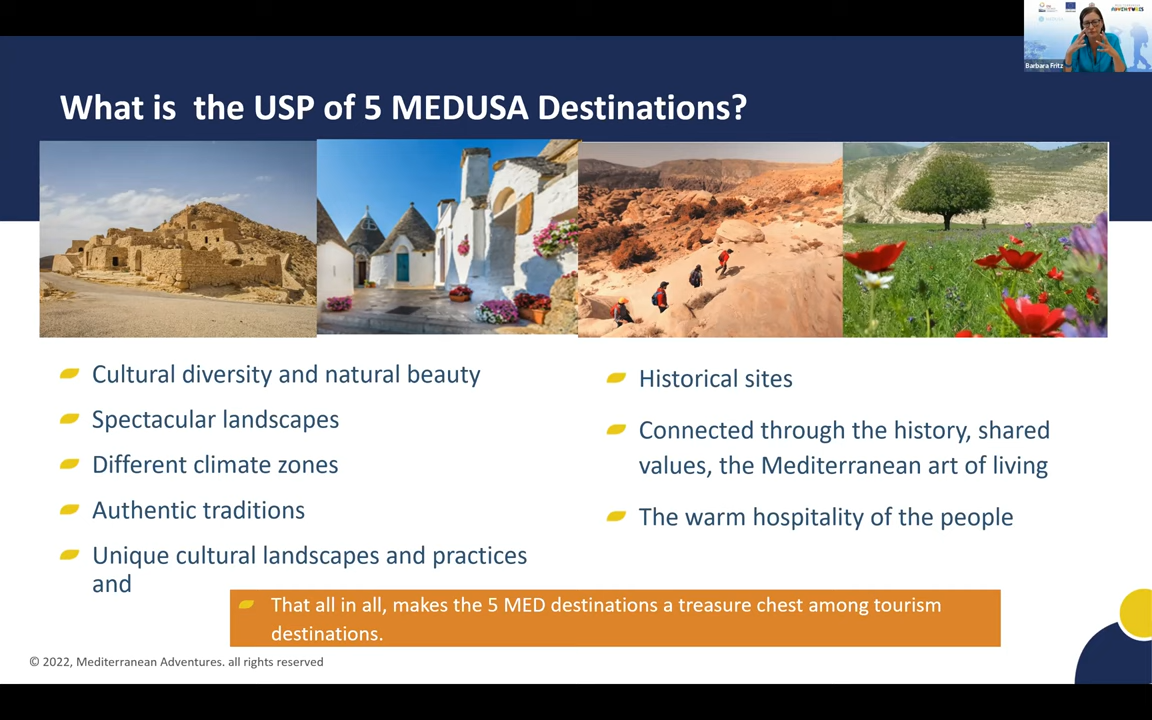 What is  the USP of 5 MEDUSA Destinations?
Barbara Fritz
Cultural diversity and natural beauty
Spectacular landscapes
Different climate zones
Authentic traditions
Unique cultural landscapes and practices
and
Historical sites
Connected through the history, shared
values, the Mediterranean art of living
The warm hospitality of the people
That all in all, makes the 5 MED destinations a treasure chest among tourism
destinations.
© 2022, Mediterranean Adventures. all rights reserved